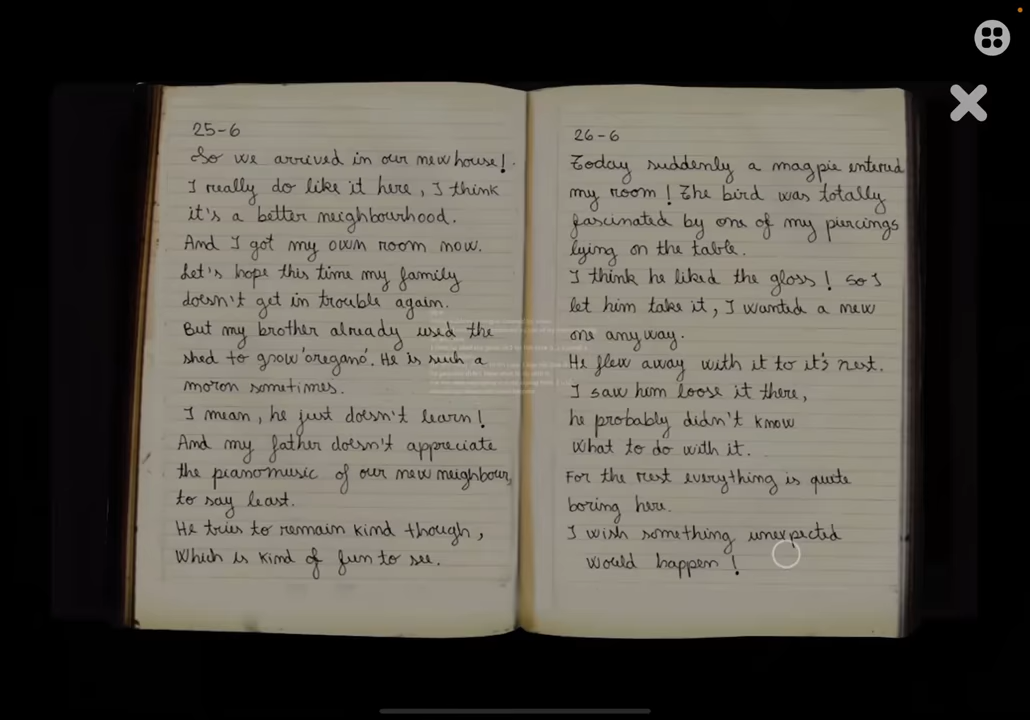 25-6
So we arrived in our new house!
I really do like it here, I think
it's a better neighbourhood.
And I got my own room now.
Let's hope this time my family
doesn't get in trouble again.
But my brother already used the
shed to grow 'oregano'. He is such a
moron sometimes.
I mean, he just doesn't learn!
And my father doesn't appreciate
the pianomusic of our new neighbour,
to say least.
He tries to remain kind though,
Which is kind of fun to see.
26-6
Today suddenly a magpie entered
my room! The bird was totally
fascinated by one of my piercings
lying on the table.
I think he liked the gloss! So I
let him take it, I wanted a new
one anyway.
He flew away with it to it's nest.
I saw him loose it there,
he probably didn't know
What to do with it.
For the rest everything is quite
boring here.
I wish something unexpected
would happen!